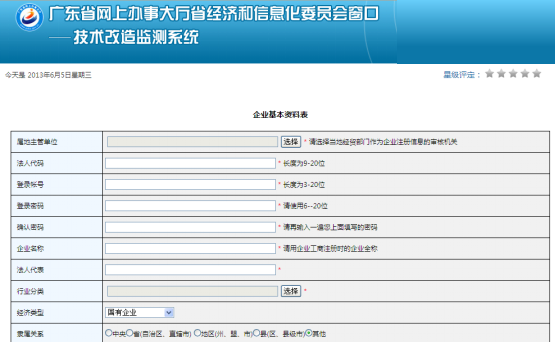 广东省网上办事大厅省经济和信息化委员会窗口
——技术改造监测系统
今天是 2013年6月5日星期三
星级评定：
企业基本资料表
属地主管单位 选择 * 请选择当地经贸部门作为企业注册信息的审核机关
法人代码 * 长度为9-20位
登录帐号 * 长度为3-20位
登录密码 * 请使用6--20位
确认密码 * 请再输入一遍您上面填写的密码
企业名称 * 请用企业工商注册时的企业全称
法人代表 *
行业分类 选择 *
经济类型 国有企业
隶属关系 中央 省(自治区、直辖市) 地区(州、盟、市) 县(区、县级市) 其他